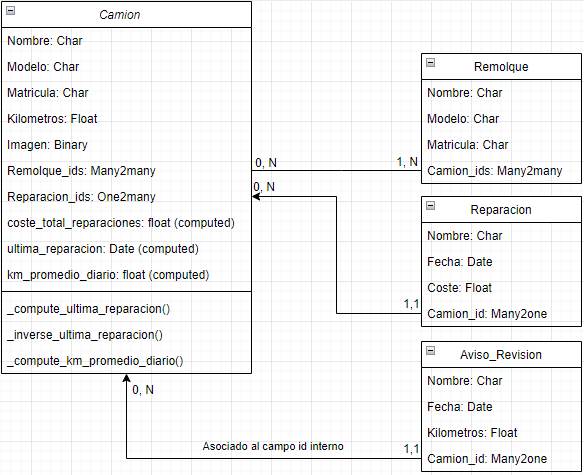 Camion
Nombre: Char
Modelo: Char
Matricula: Char
Kilometros: Float
Imagen: Binary
Remolque_ids: Many2many
Reparacion_ids: One2many
coste_total_reparaciones: float (computed)
ultima_reparacion: Date (computed)
km_promedio_diario: float (computed)
_compute_ultima_reparacion()
_inverse_ultima_reparacion()
_compute_km_promedio_diario()
0, N
1, N
0, N
1,1
0, N
Asociado al campo id interno
1,1
Remolque
Nombre: Char
Modelo: Char
Matricula: Char
Camion_ids: Many2many
Reparacion
Nombre: Char
Fecha: Date
Coste: Float
Camion_id: Many2one
Aviso_Revision
Nombre: Char
Fecha: Date
Kilometros: Float
Camion_id: Many2one